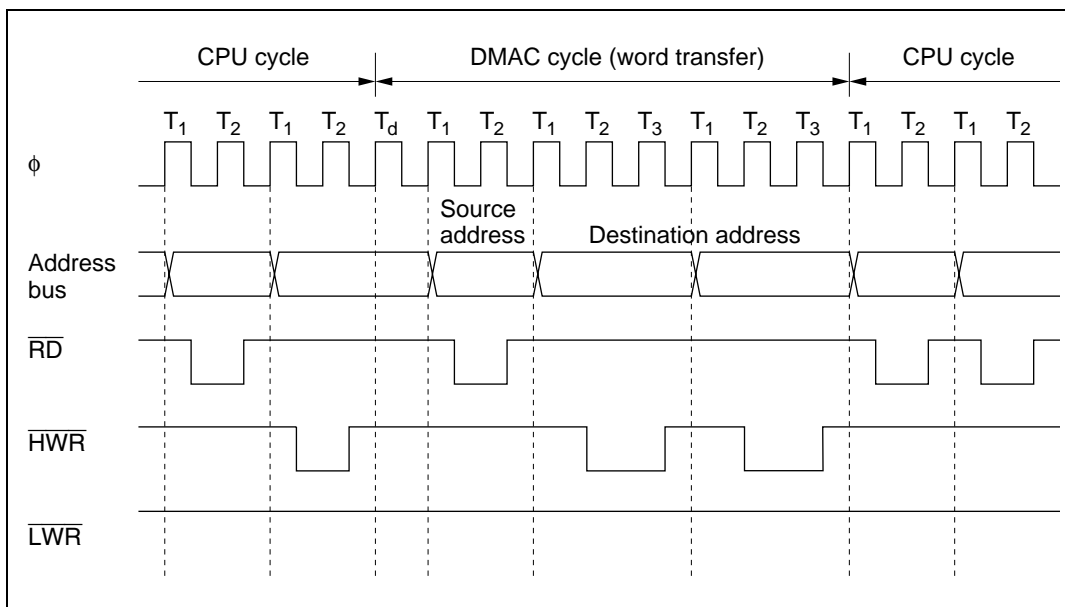 CPU cycle DMAC cycle (word transfer) CPU cycle
T1 T2 T1 T2 Td T1 T2 T1 T2 T3 T1 T2 T3 T1 T2 T1 T2
ϕ
Source
address Destination address
Address
bus
RD
HWR
LWR